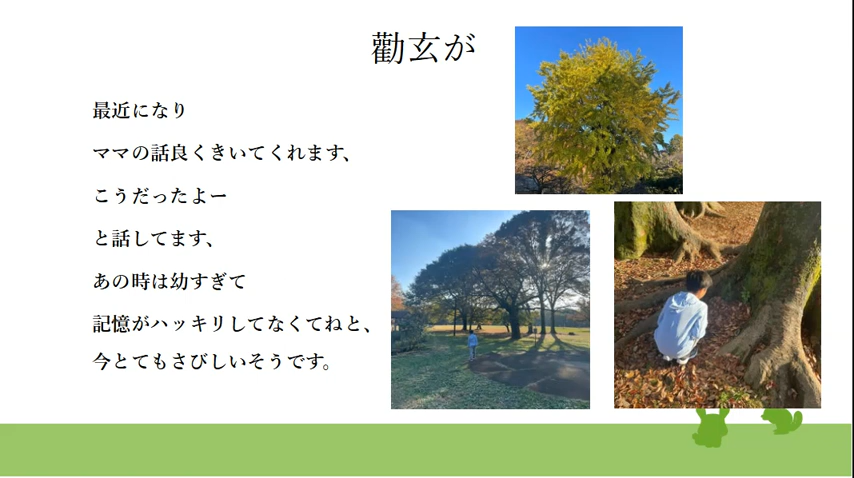 勸玄が
最近になり
ママの話良くきいてくれます、
こうだったよー
と話してます、
あの時は幼すぎて
記憶がハッキリしてなくてねと、
今とてもさびしいそうです。